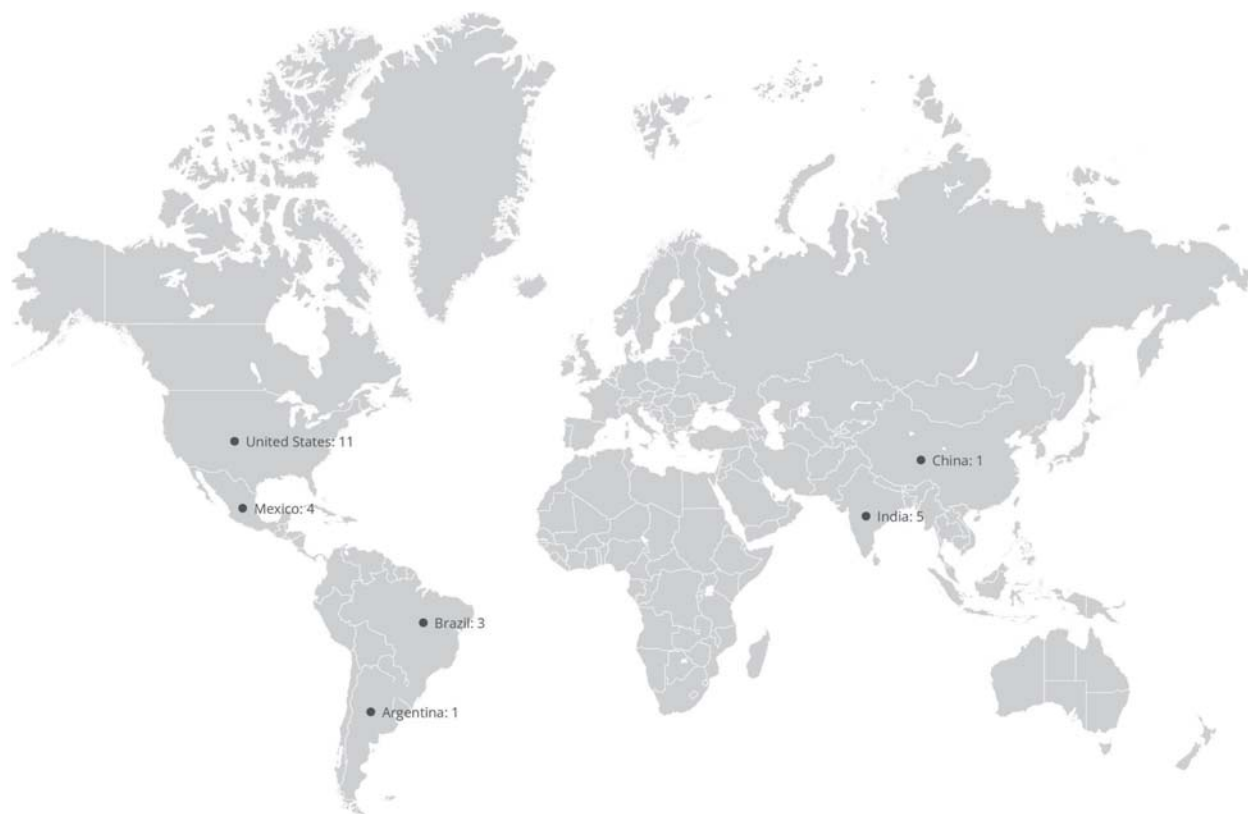 United States: 11
China: 1
Mexico: 4
India: 5
Brazil: 3
Argentina: 1